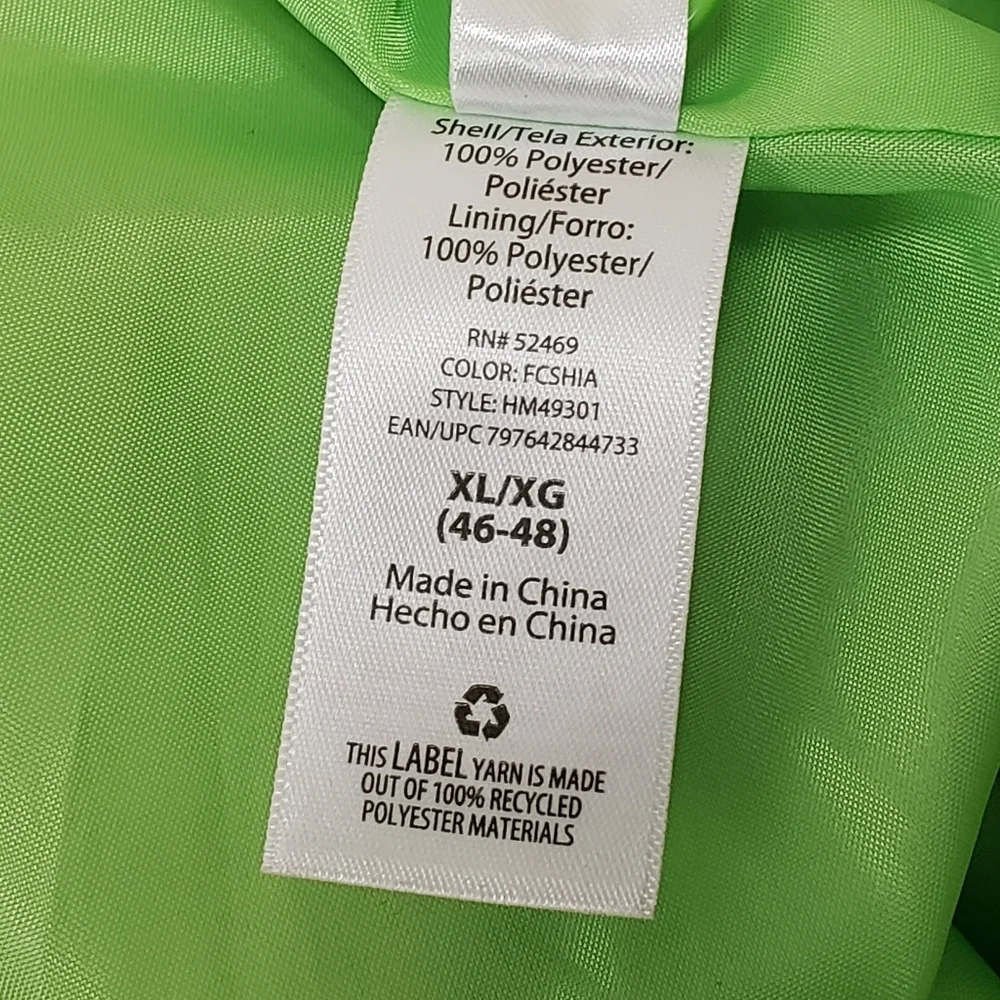 Shell/Tela Exterior:
100% Polyester/
Poliéster
Lining/Forro:
100% Polyester/
Poliéster
RN# 52469
COLOR: FCSHIA
STYLE: HM49301
EAN/UPC 797642844733
XL/XG
(46-48)
Made in China
Hecho en China
THIS LABEL YARN IS MADE
OUT OF 100% RECYCLED
POLYESTER MATERIALS